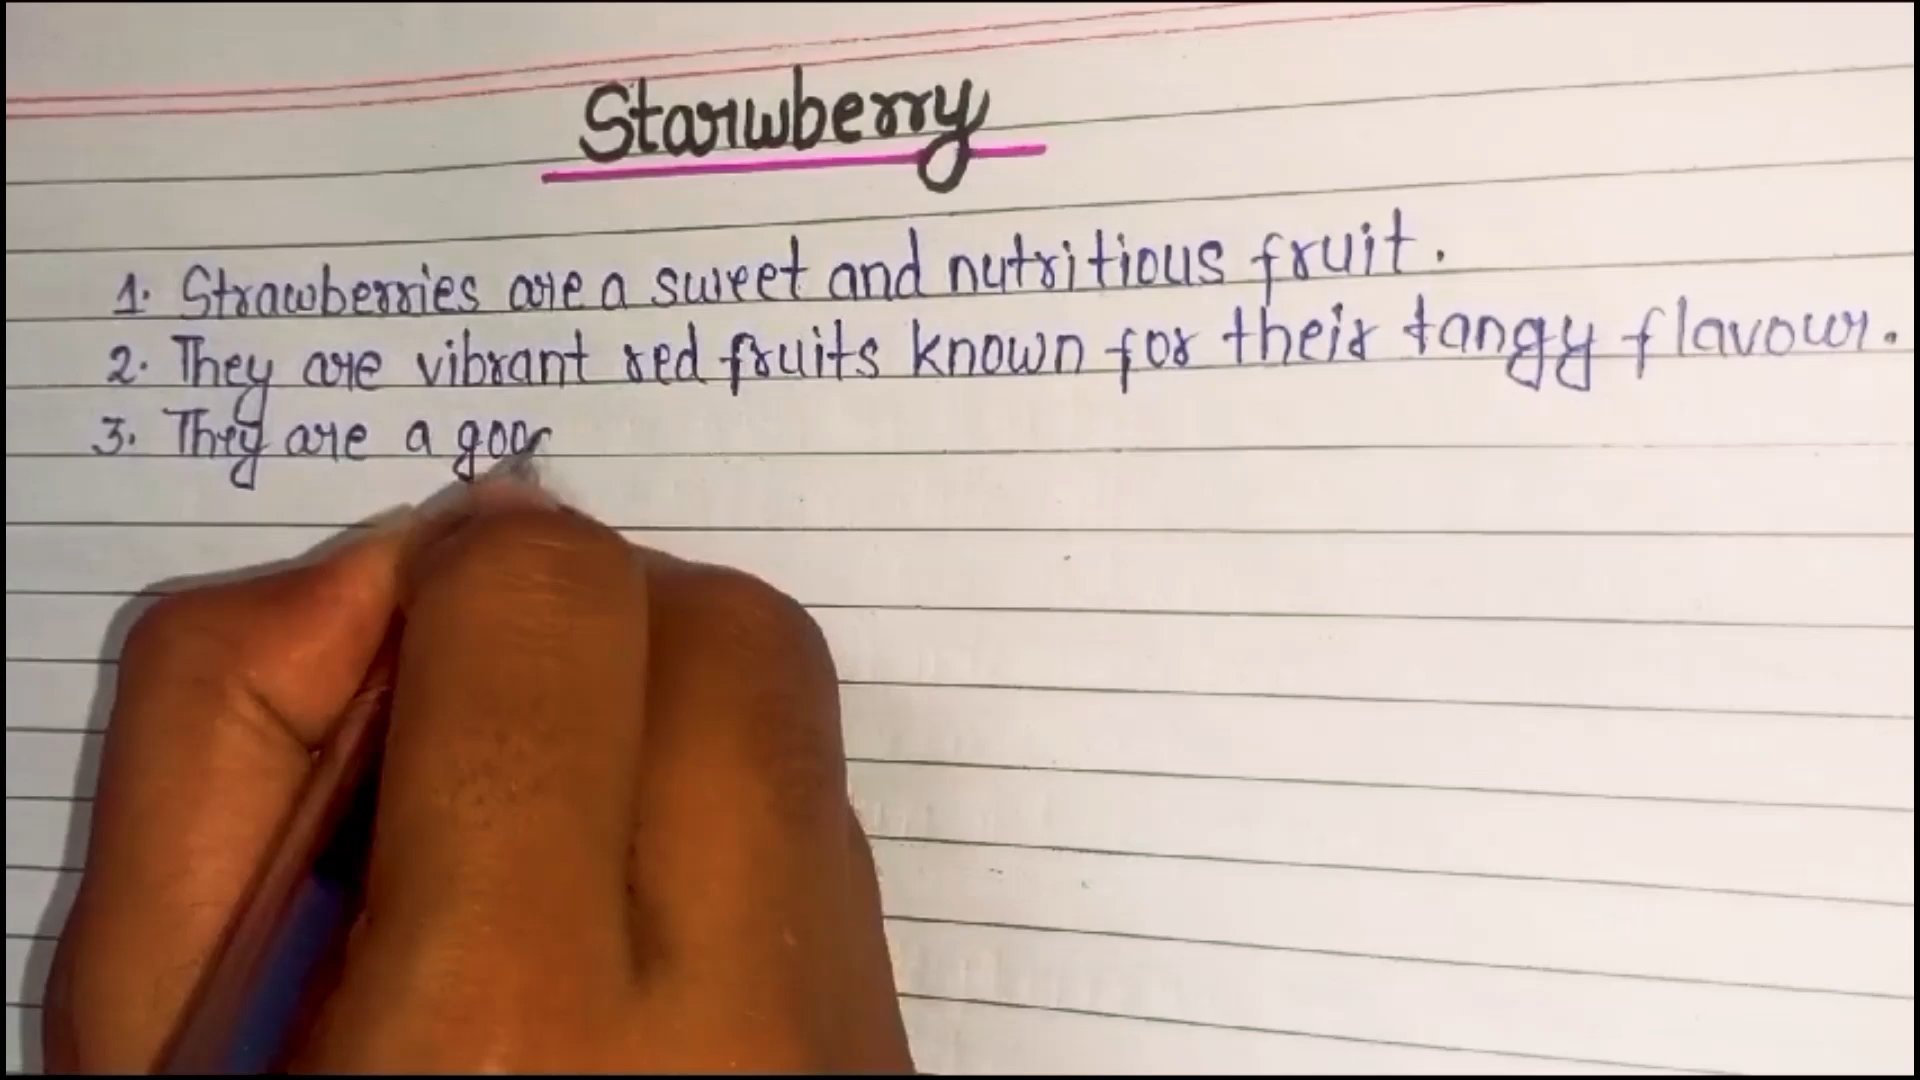 Starwberry
1. Strawberries are a sweet and nutritious fruit.
2. They are vibrant red fruits known for their tangy flavour.
3. They are a